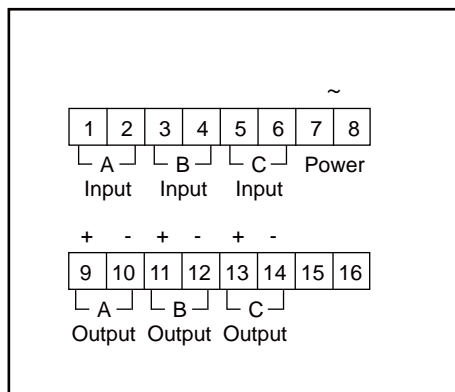 ~
1 2 3 4 5 6 7 8
A B C Power
Input Input Input
+ - + - + -
9 10 11 12 13 14 15 16
A B C
Output Output Output